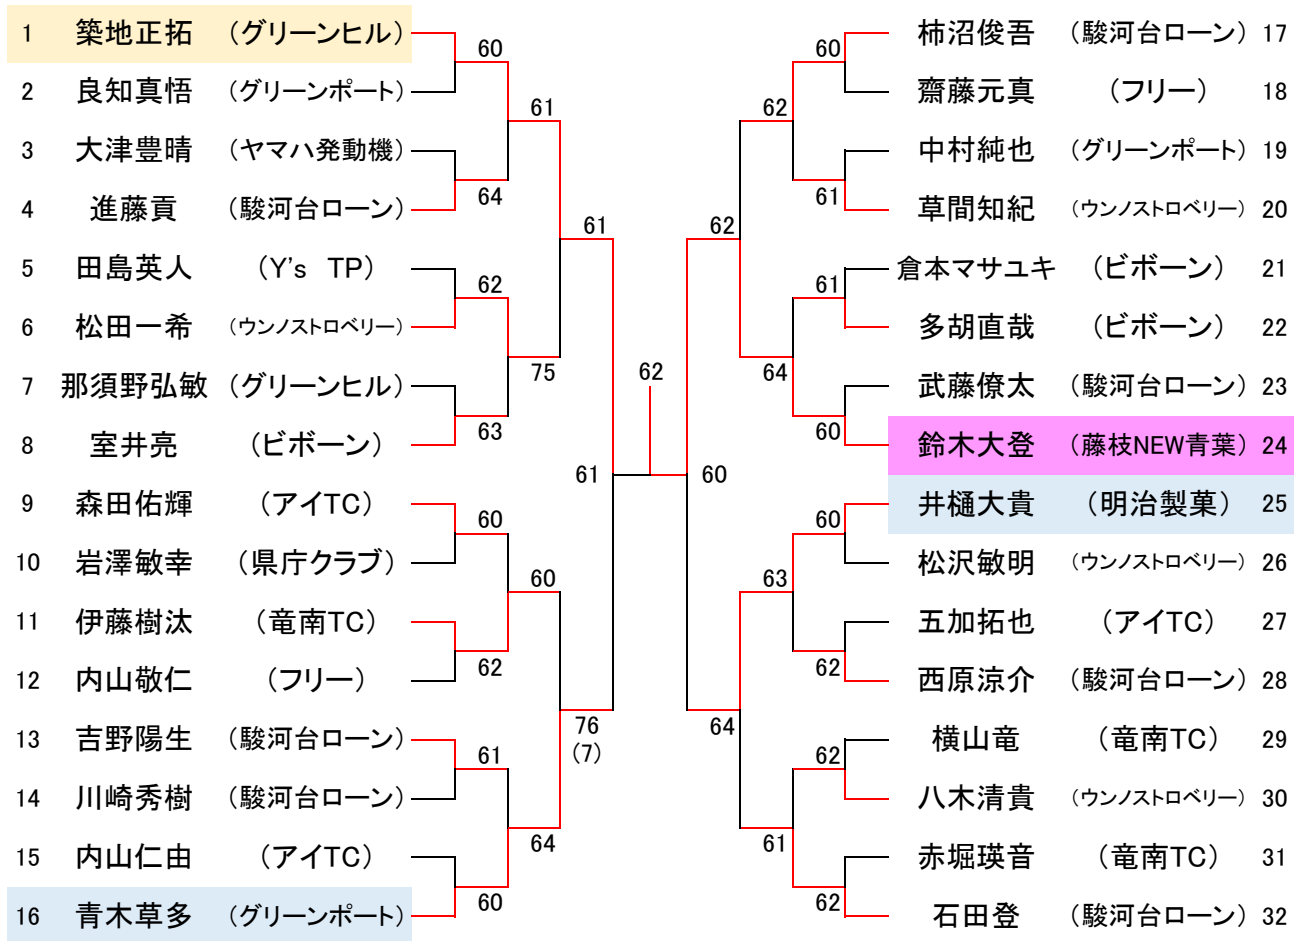 1 築地正拓 (グリーンヒル)
2 良知真悟 (グリーンポート)
3 大津豊晴 (ヤマハ発動機)
4 進藤貢 (駿河台ローン)
5 田島英人 (Y's TP)
6 松田一希 (ウンノストロベリー)
7 那須野弘敏 (グリーンヒル)
8 室井亮 (ビボーン)
9 森田佑輝 (アイTC)
10 岩澤敏幸 (県庁クラブ)
11 伊藤樹汰 (竜南TC)
12 内山敬仁 (フリー)
13 吉野陽生 (駿河台ローン)
14 川崎秀樹 (駿河台ローン)
15 内山仁由 (アイTC)
16 青木草多 (グリーンポート)
60
64
62
63
60
62
61
60
61
75
60
64
61
76
(7)
61
62
60
62
64
62
64
63
61
60
61
61
60
60
62
62
62
柿沼俊吾 (駿河台ローン) 17
齋藤元真 (フリー) 18
中村純也 (グリーンポート) 19
草間知紀 (ウンノストロベリー) 20
倉本マサユキ (ビボーン) 21
多胡直哉 (ビボーン) 22
武藤僚太 (駿河台ローン) 23
鈴木大登 (藤枝NEW青葉) 24
井樋大貴 (明治製菓) 25
松沢敏明 (ウンノストロベリー) 26
五加拓也 (アイTC) 27
西原涼介 (駿河台ローン) 28
横山竜 (竜南TC) 29
八木清貴 (ウンノストロベリー) 30
赤堀瑛音 (竜南TC) 31
石田登 (駿河台ローン) 32